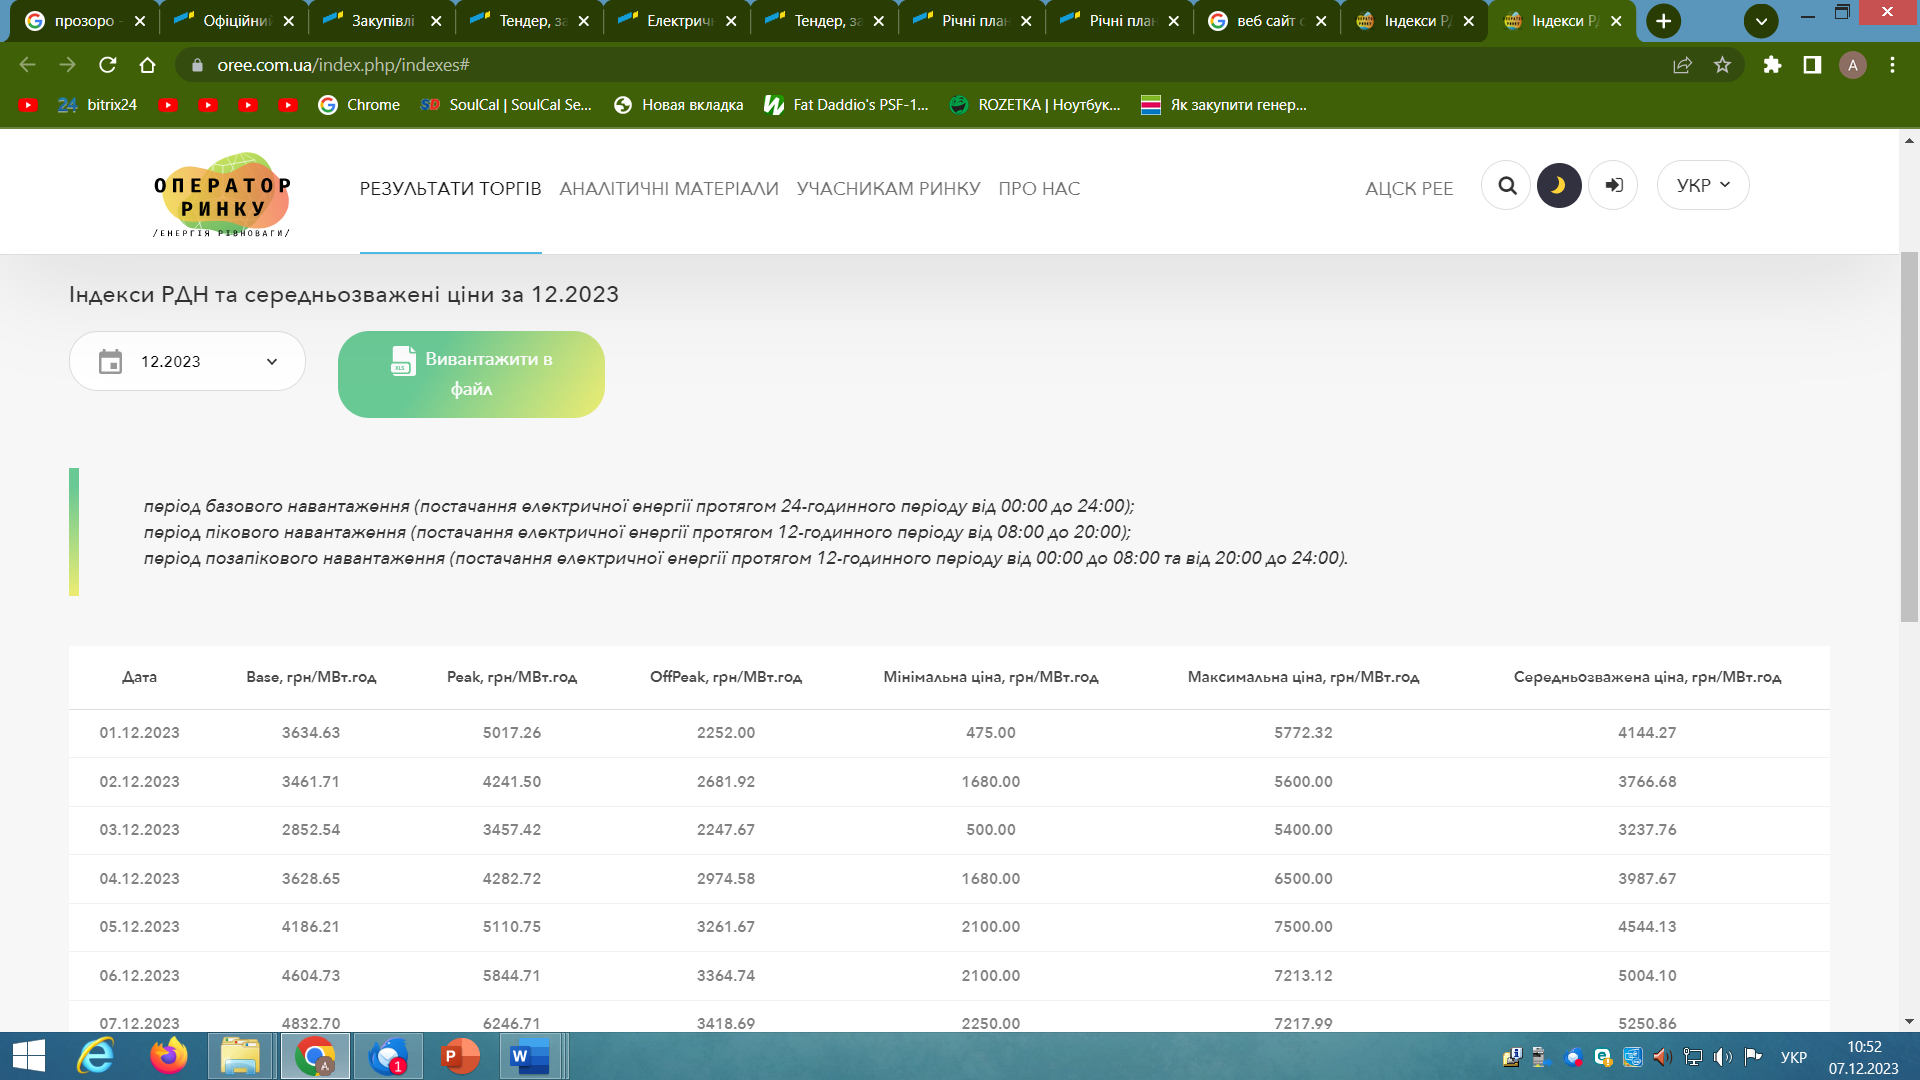 прозоро -
Офіційни
Закупівлі
Тендер, за
Електричн
Тендер, за
Річні план
Річні план
веб сайт о
Індекси РД
Індекси РД
oree.com.ua/index.php/indexes#
A
24 bitrix24
Chrome
SD SoulCal | SoulCal Se...
Новая вкладка
Fat Daddio's PSF-1...
ROZETKA | Ноутбук...
Як закупити генер...
ОПЕРАТОР
РИНКУ
/ЕНЕРГІЯ РІВНОВАГИ/
РЕЗУЛЬТАТИ ТОРГІВ АНАЛІТИЧНІ МАТЕРІАЛИ УЧАСНИКАМ РИНКУ ПРО НАС АЦСК РЕЕ УКР
Індекси РДН та середньозважені ціни за 12.2023
12.2023
XLS Вивантажити в
файл
період базового навантаження (постачання електричної енергії протягом 24-годинного періоду від 00:00 до 24:00);
період пікового навантаження (постачання електричної енергії протягом 12-годинного періоду від 08:00 до 20:00);
період позапікового навантаження (постачання електричної енергії протягом 12-годинного періоду від 00:00 до 08:00 та від 20:00 до 24:00).
Дата Base, грн/МВт.год Peak, грн/МВт.год OffPeak, грн/МВт.год Мінімальна ціна, грн/МВт.год Максимальна ціна, грн/МВт.год Середньозважена ціна, грн/МВт.год
01.12.2023 3634.63 5017.26 2252.00 475.00 5772.32 4144.27
02.12.2023 3461.71 4241.50 2681.92 1680.00 5600.00 3766.68
03.12.2023 2852.54 3457.42 2247.67 500.00 5400.00 3237.76
04.12.2023 3628.65 4282.72 2974.58 1680.00 6500.00 3987.67
05.12.2023 4186.21 5110.75 3261.67 2100.00 7500.00 4544.13
06.12.2023 4604.73 5844.71 3364.74 2100.00 7213.12 5004.10
07.12.2023 4832.70 6246.71 3418.69 2250.00 7217.99 5250.86
A
1
P
W
УКР
10:52
07.12.2023